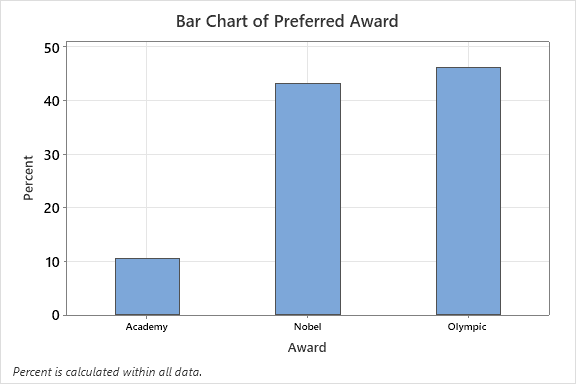 Bar Chart of Preferred Award
50
40
30
20
10
0
Percent
Academy Nobel Olympic
Award
Percent is calculated within all data.